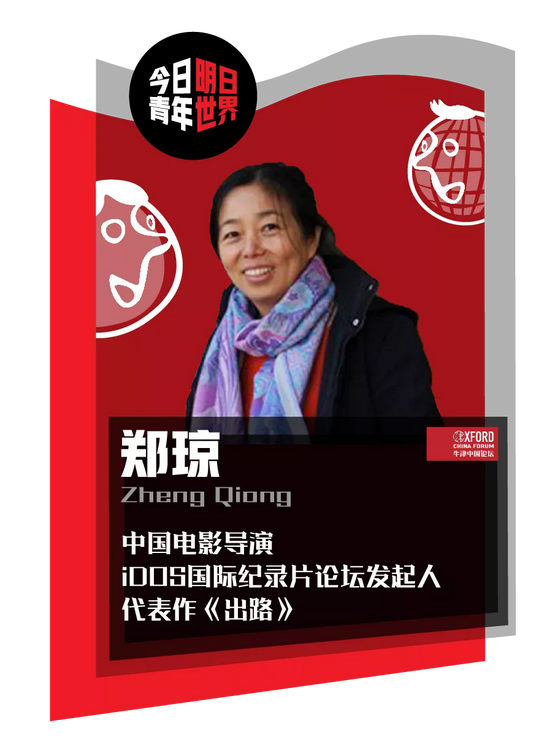 今日明日
青年世界
OXFORD
CHINA FORUM
牛津中国论坛
郑琼
Zheng Qiong
中国电影导演
iDOS国际纪录片论坛发起人
代表作《出路》